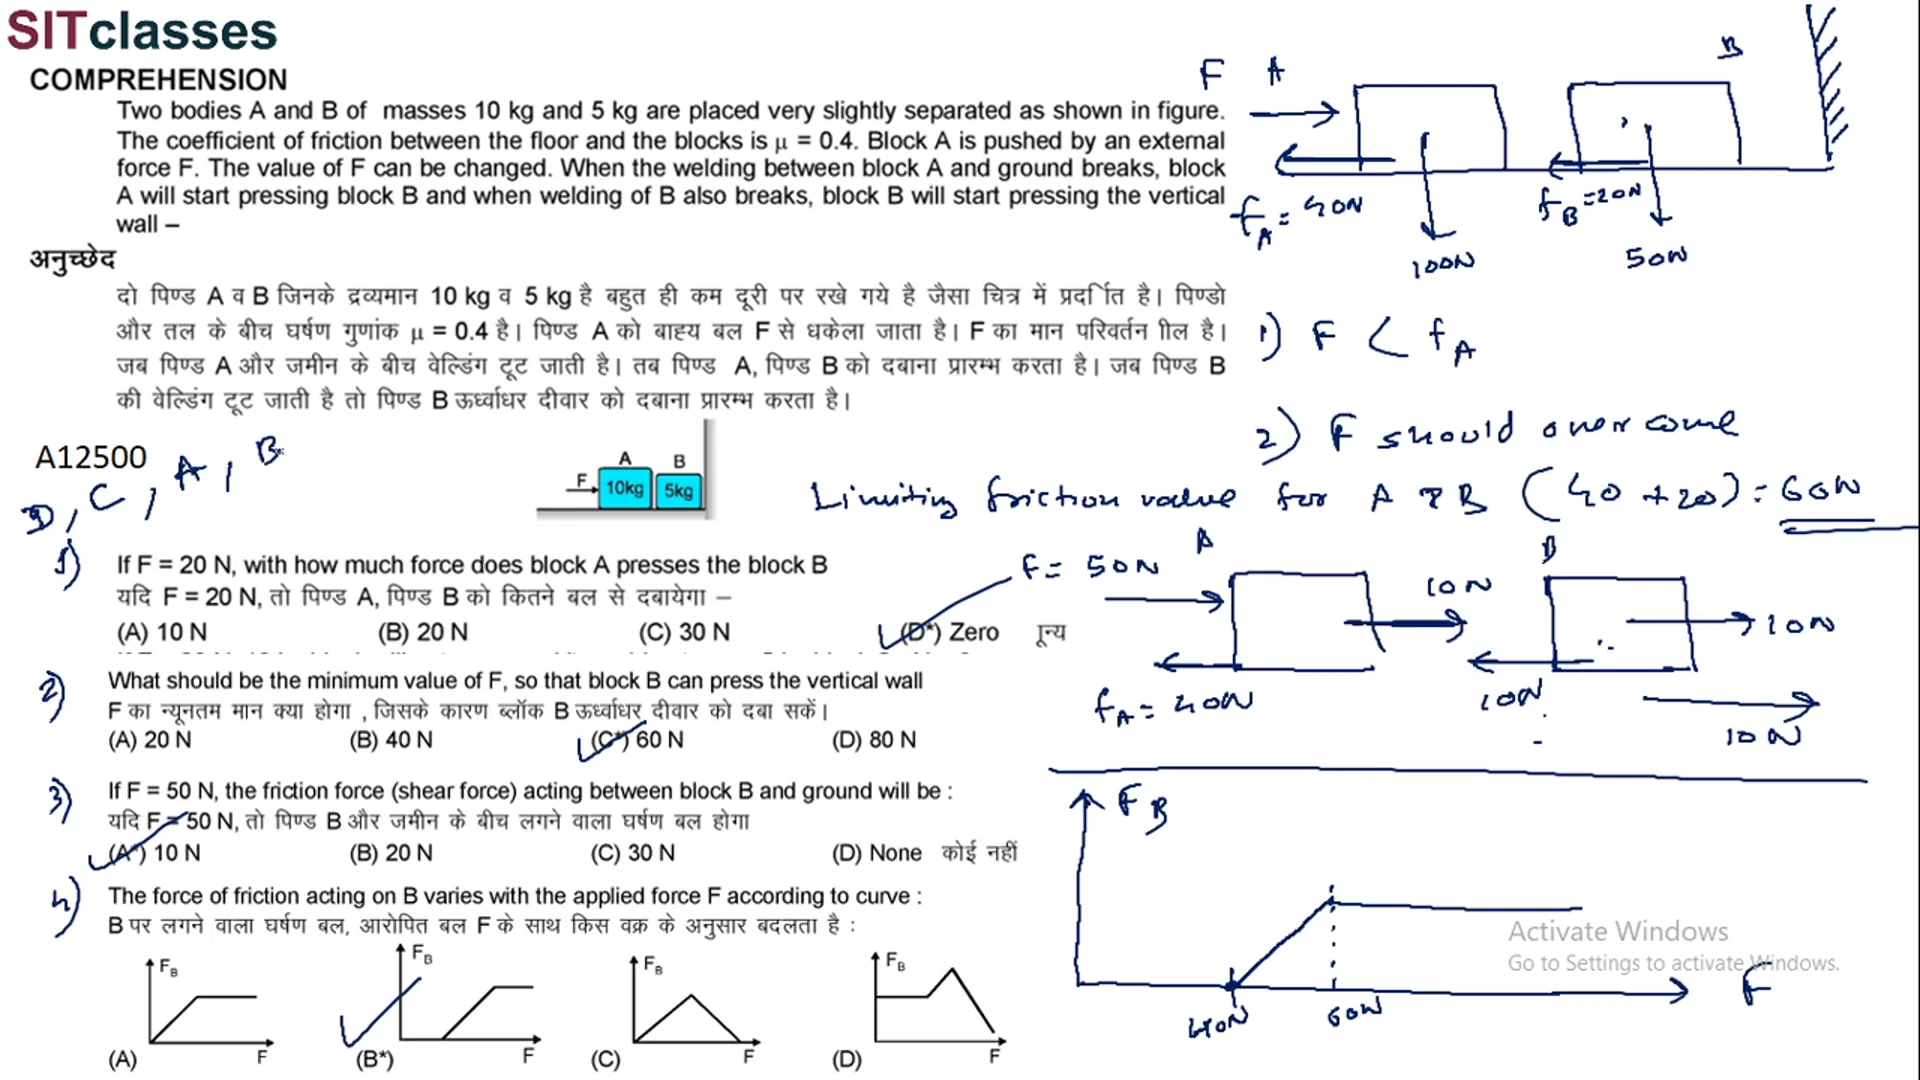 SITclasses
COMPREHENSION
Two bodies A and B of masses 10 kg and 5 kg are placed very slightly separated as shown in figure.
The coefficient of friction between the floor and the blocks is μ = 0.4. Block A is pushed by an external
force F. The value of F can be changed. When the welding between block A and ground breaks, block
A will start pressing block B and when welding of B also breaks, block B will start pressing the vertical
wall –
अनुच्छेद
दो पिण्ड A व B जिनके द्रव्यमान 10 kg व 5 kg है बहुत ही कम दूरी पर रखे गये है जैसा चित्र में प्रदर्शित है। पिण्डो
और तल के बीच घर्षण गुणांक μ = 0.4 है। पिण्ड A को बाह्य बल F से धकेला जाता है। F का मान परिवर्तन शील है।
जब पिण्ड A और जमीन के बीच वेल्डिंग टूट जाती है। तब पिण्ड A, पिण्ड B को दबाना प्रारम्भ करता है। जब पिण्ड B
की वेल्डिंग टूट जाती है तो पिण्ड B ऊर्ध्वाधर दीवार को दबाना प्रारम्भ करता है।
A12500
D, C, A, B
F A B
10kg 5kg
1)
If F = 20 N, with how much force does block A presses the block B
यदि F = 20 N, तो पिण्ड A, पिण्ड B को कितने बल से दबायेगा –
(A) 10 N (B) 20 N (C) 30 N (D*) Zero शून्य
2)
What should be the minimum value of F, so that block B can press the vertical wall
F का न्यूनतम मान क्या होगा , जिसके कारण ब्लॉक B ऊर्ध्वाधर दीवार को दबा सकें।
(A) 20 N (B) 40 N (C*) 60 N (D) 80 N
3)
If F = 50 N, the friction force (shear force) acting between block B and ground will be :
यदि F = 50 N, तो पिण्ड B और जमीन के बीच लगने वाला घर्षण बल होगा
(A*) 10 N (B) 20 N (C) 30 N (D) None कोई नहीं
4)
The force of friction acting on B varies with the applied force F according to curve :
B पर लगने वाला घर्षण बल, आरोपित बल F के साथ किस वक्र के अनुसार बदलता है :
FB FB FB FB
F F F F
(A) (B*) (C) (D)
F A B
fA = 40N
100N
fB = 20N
50N
1) F < fA
2) F should overcome
Limiting friction value for A & B (40 + 20) = 60N
F = 50N A B
10N 10N
fA = 40N 10N
10N
FB
40N 60N F
Activate Windows
Go to Settings to activate Windows.